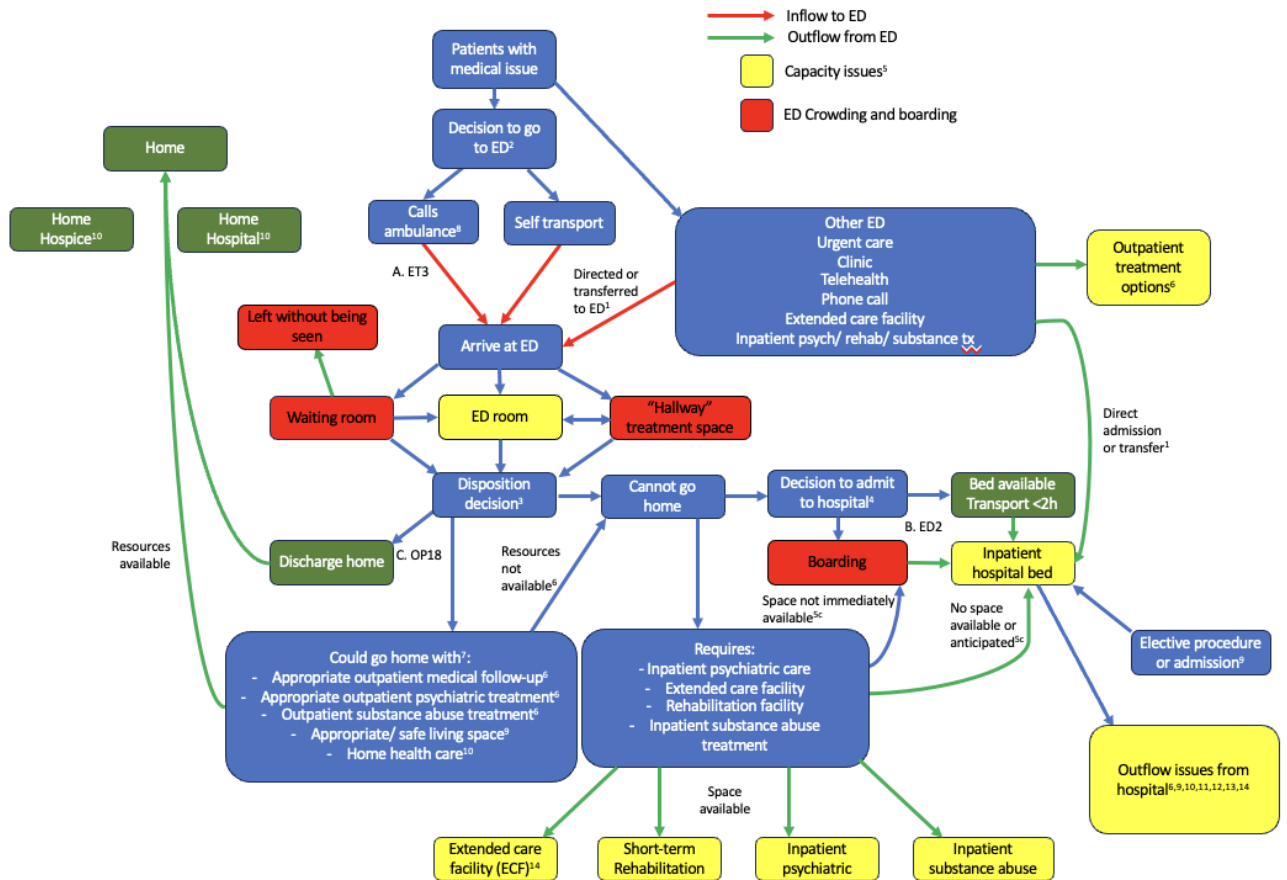 Inflow to ED
Outflow from ED
Capacity issues⁵
ED Crowding and boarding
Patients with
medical issue
Decision to go
to ED²
Home
Home
Hospice¹⁰
Home
Hospital¹⁰
Calls
ambulance⁸
Self transport
A. ET3
Directed or
transferred
to ED¹
Other ED
Urgent care
Clinic
Telehealth
Phone call
Extended care facility
Inpatient psych/ rehab/ substance tx
Outpatient
treatment
options⁶
Left without being
seen
Arrive at ED
Waiting room
ED room
“Hallway”
treatment space
Direct
admission
or transfer¹
Disposition
decision³
Cannot go
home
Decision to admit
to hospital⁴
Bed available
Transport <2h
B. ED2
Resources
available
Discharge home
C. OP18
Resources
not
available⁶
Boarding
Inpatient
hospital bed
Space not immediately
available⁵ᶜ
No space
available or
anticipated⁵ᶜ
Elective procedure
or admission⁹
Could go home with⁷:
- Appropriate outpatient medical follow-up⁶
- Appropriate outpatient psychiatric treatment⁶
- Outpatient substance abuse treatment⁶
- Appropriate/ safe living space⁹
- Home health care¹⁰
Requires:
- Inpatient psychiatric care
- Extended care facility
- Rehabilitation facility
- Inpatient substance abuse
treatment
Outflow issues from
hospital⁶,⁹,¹⁰,¹¹,¹²,¹³,¹⁴
Space
available
Extended care
facility (ECF)¹⁴
Short-term
Rehabilitation
Inpatient
psychiatric
Inpatient
substance abuse